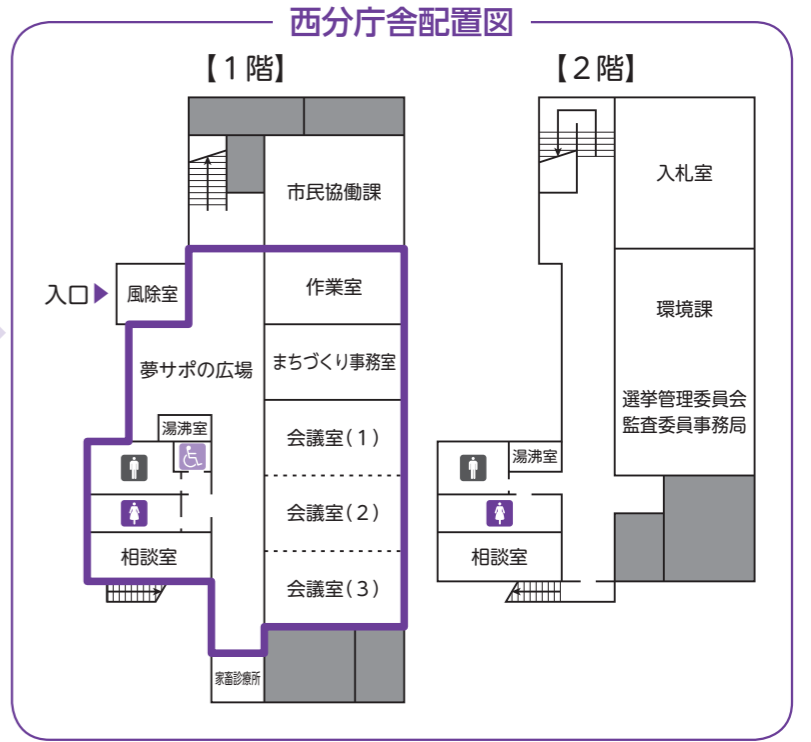 西分庁舎配置図
【1階】
市民協働課
入口▶
風除室
作業室
夢サポの広場
まちづくり事務室
湯沸室
会議室(1)
会議室(2)
相談室
会議室(3)
家畜診療所
【2階】
入札室
環境課
選挙管理委員会
監査委員事務局
湯沸室
相談室